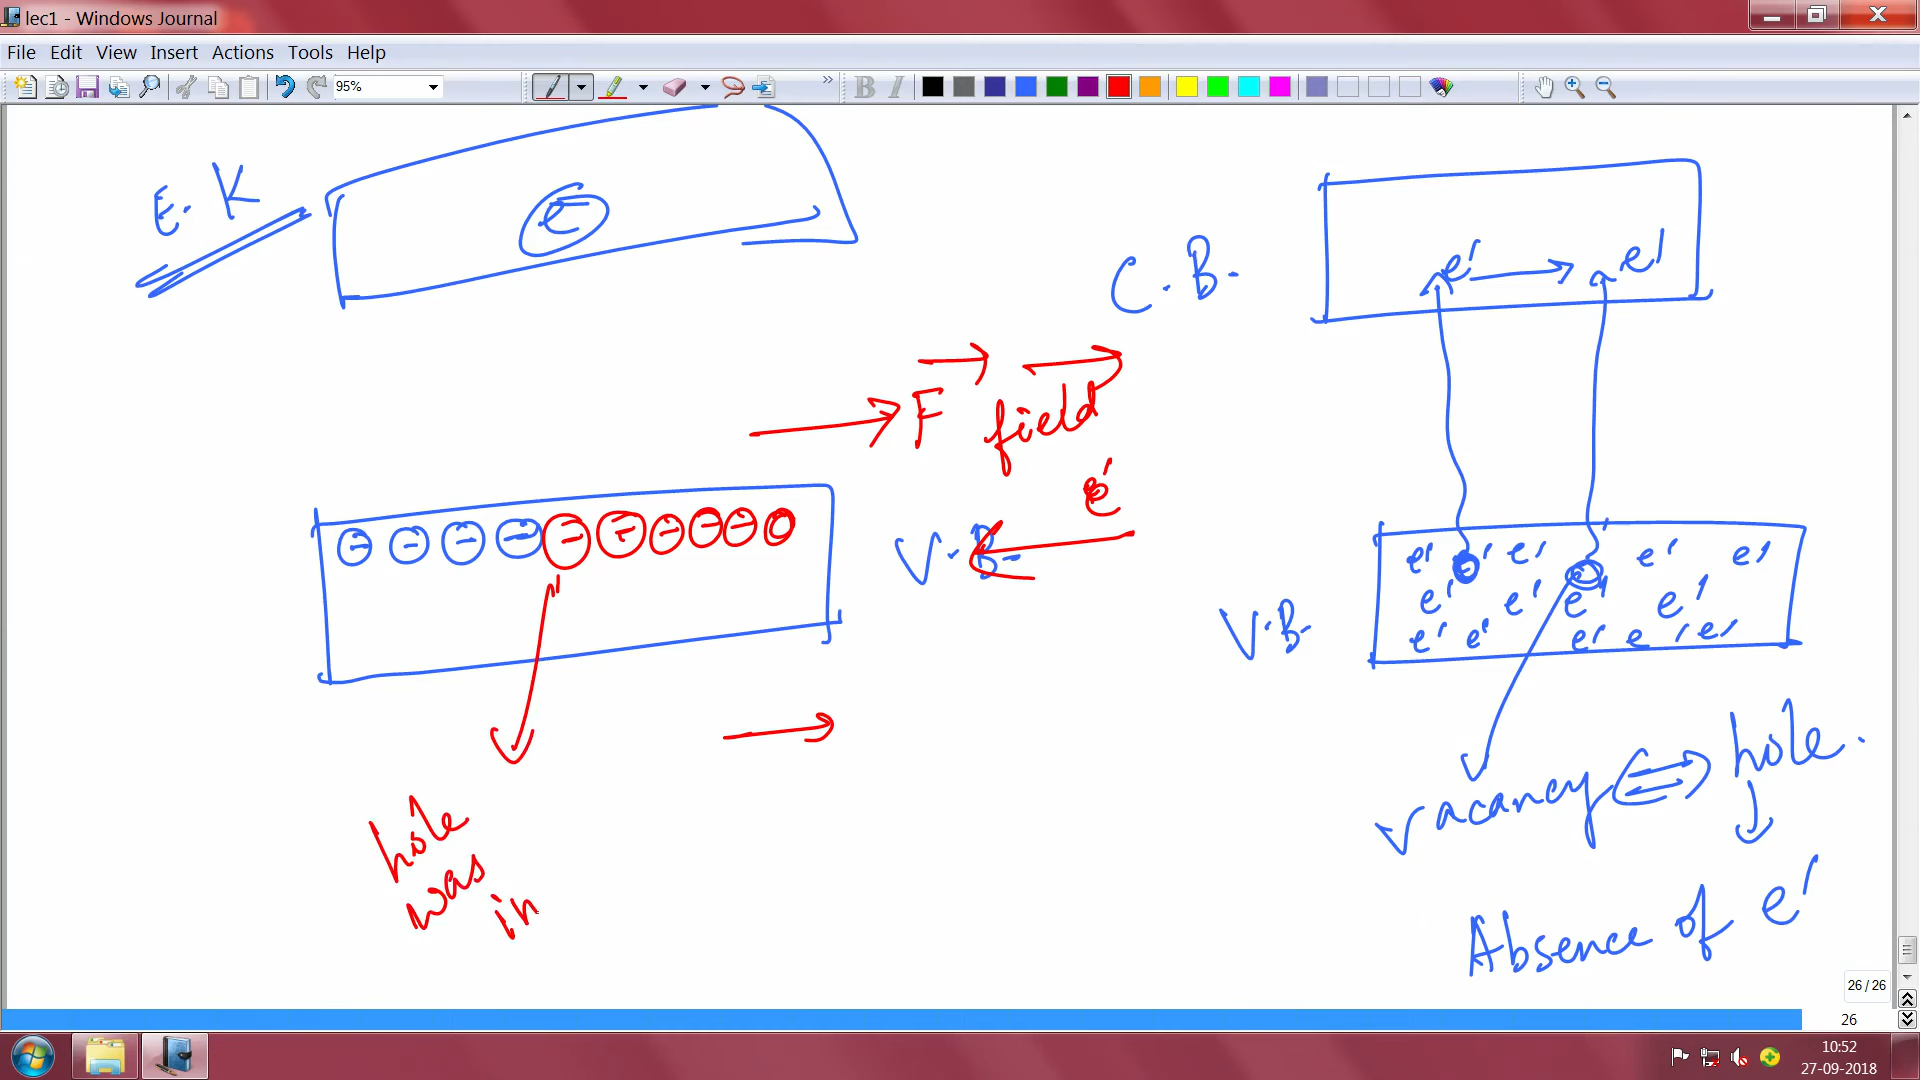 lec1 - Windows Journal
File Edit View Insert Actions Tools Help
95%
B I
E. K
e
C.B.
e' e'
F field
e'
V.B.
V.B.
e' e' e' e' e'
e' e' e' e'
e' e' e' e' e'
hole
was
in
vacancy hole.
Absence of e'
26 / 26
26
10:52
27-09-2018